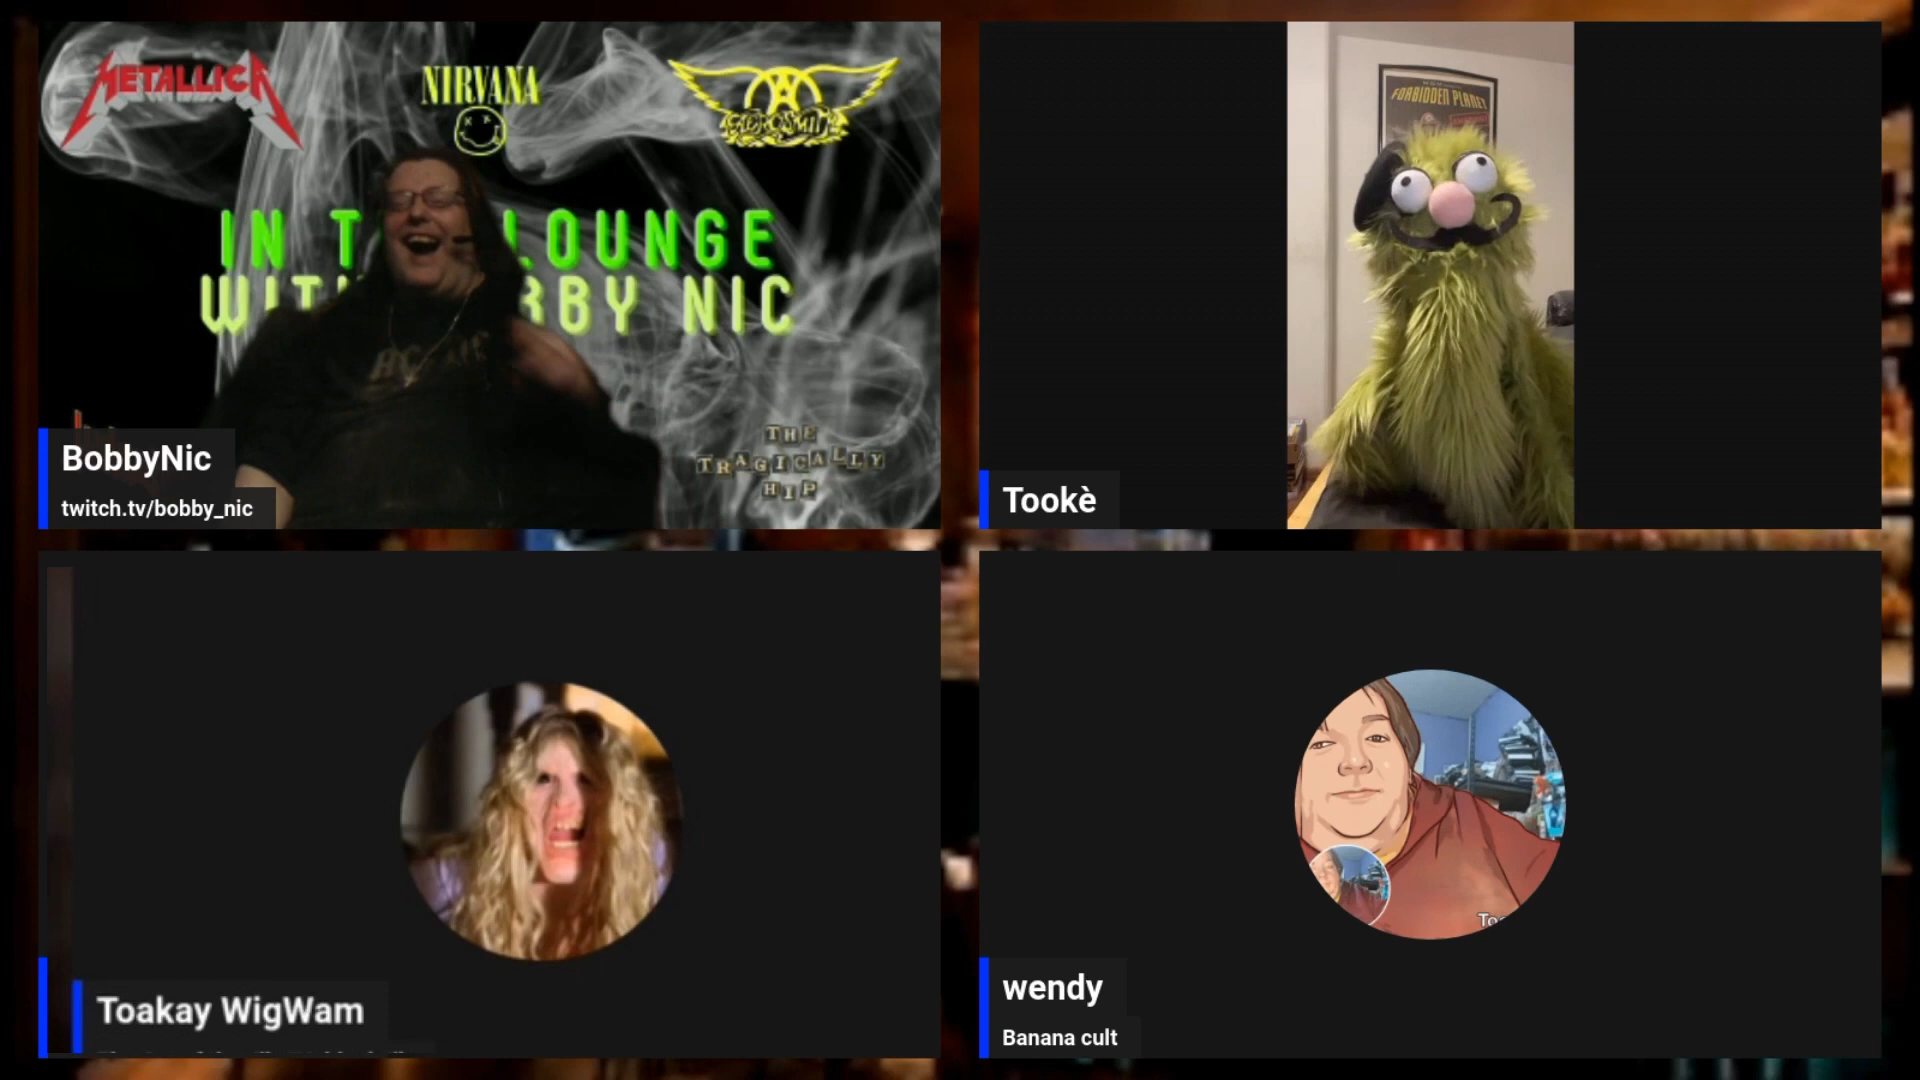 METALLICA
NIRVANA
AEROSMITH
IN T LOUNGE
WIT BBY NIC
THE
TRAGICALLY
HIP
BobbyNic
twitch.tv/bobby_nic
FORBIDDEN PLANET
Tookè
Toakay WigWam
wendy
Banana cult